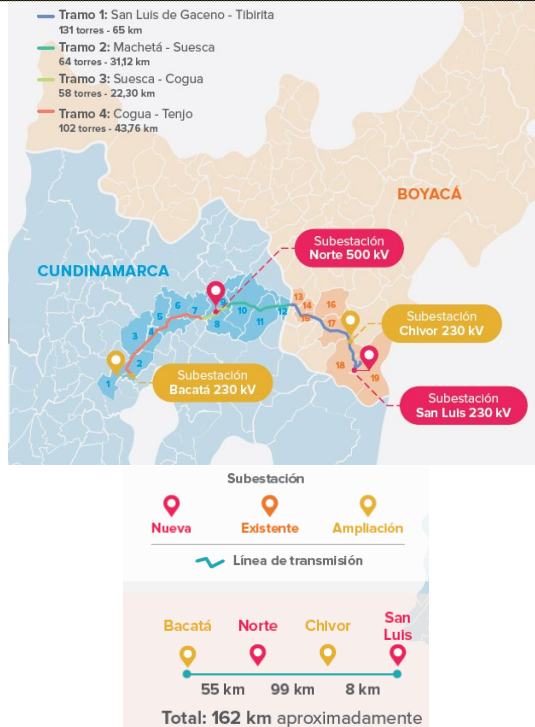 Tramo 1: San Luis de Gaceno - Tibirita
131 torres - 65 km
Tramo 2: Machetá - Suesca
64 torres - 31,12 km
Tramo 3: Suesca - Cogua
58 torres - 22,30 km
Tramo 4: Cogua - Tenjo
102 torres - 43,76 km
BOYACÁ
CUNDINAMARCA
Subestación
Norte 500 kV
Subestación
Chivor 230 kV
Subestación
Bacatá 230 kV
Subestación
San Luis 230 kV
1
2
3
4
5
6
7
8
9
10
11
12
13
14
15
16
17
18
19
Subestación
Nueva Existente Ampliación
Línea de transmisión
Bacatá Norte Chivor San
Luis
55 km 99 km 8 km
Total: 162 km aproximadamente